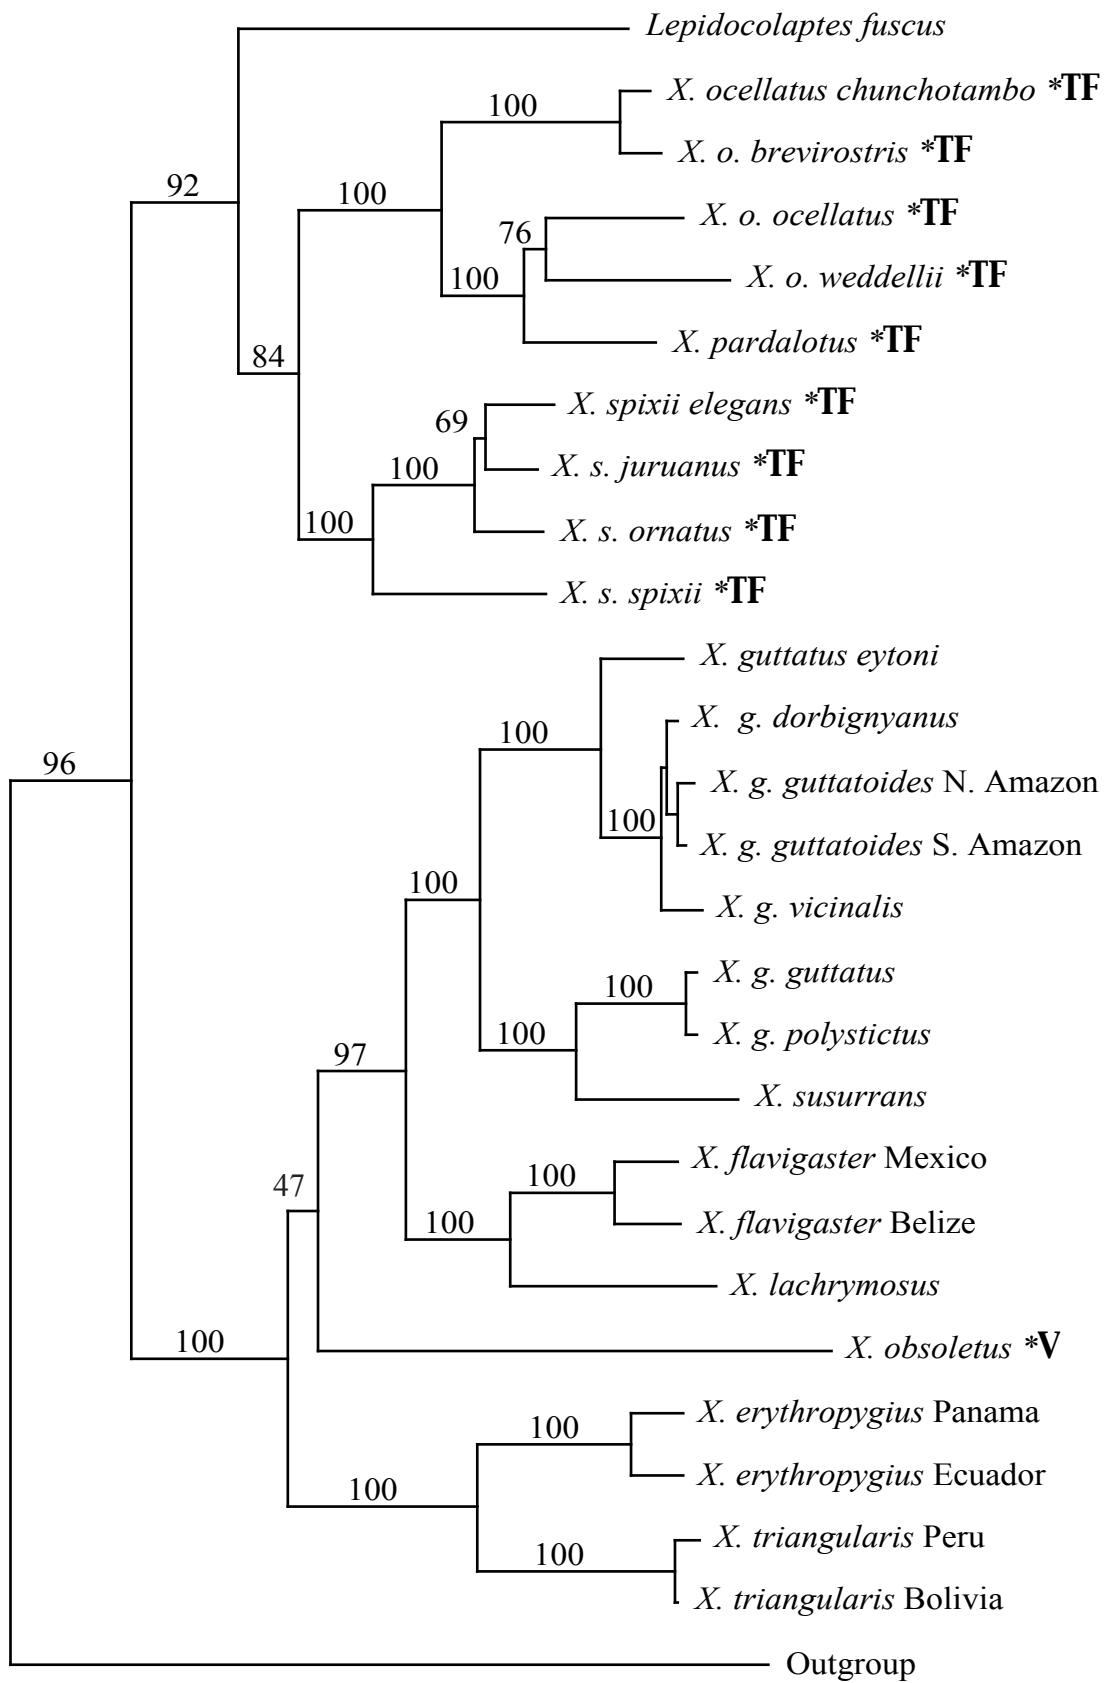 Lepidocolaptes fuscus
X. ocellatus chunchotambo *TF
100
X. o. brevirostris *TF
92
100
X. o. ocellatus *TF
76
X. o. weddellii *TF
100
X. pardalotus *TF
84
X. spixii elegans *TF
69
X. s. juruanus *TF
100
X. s. ornatus *TF
100
X. s. spixii *TF
X. guttatus eytoni
X. g. dorbignyanus
100
96
X. g. guttatoides N. Amazon
100
X. g. guttatoides S. Amazon
100
X. g. vicinalis
X. g. guttatus
100
X. g. polystictus
100
97
X. susurrans
X. flavigaster Mexico
100
47
X. flavigaster Belize
100
X. lachrymosus
100
X. obsoletus *V
X. erythropygius Panama
100
X. erythropygius Ecuador
100
X. triangularis Peru
100
X. triangularis Bolivia
Outgroup